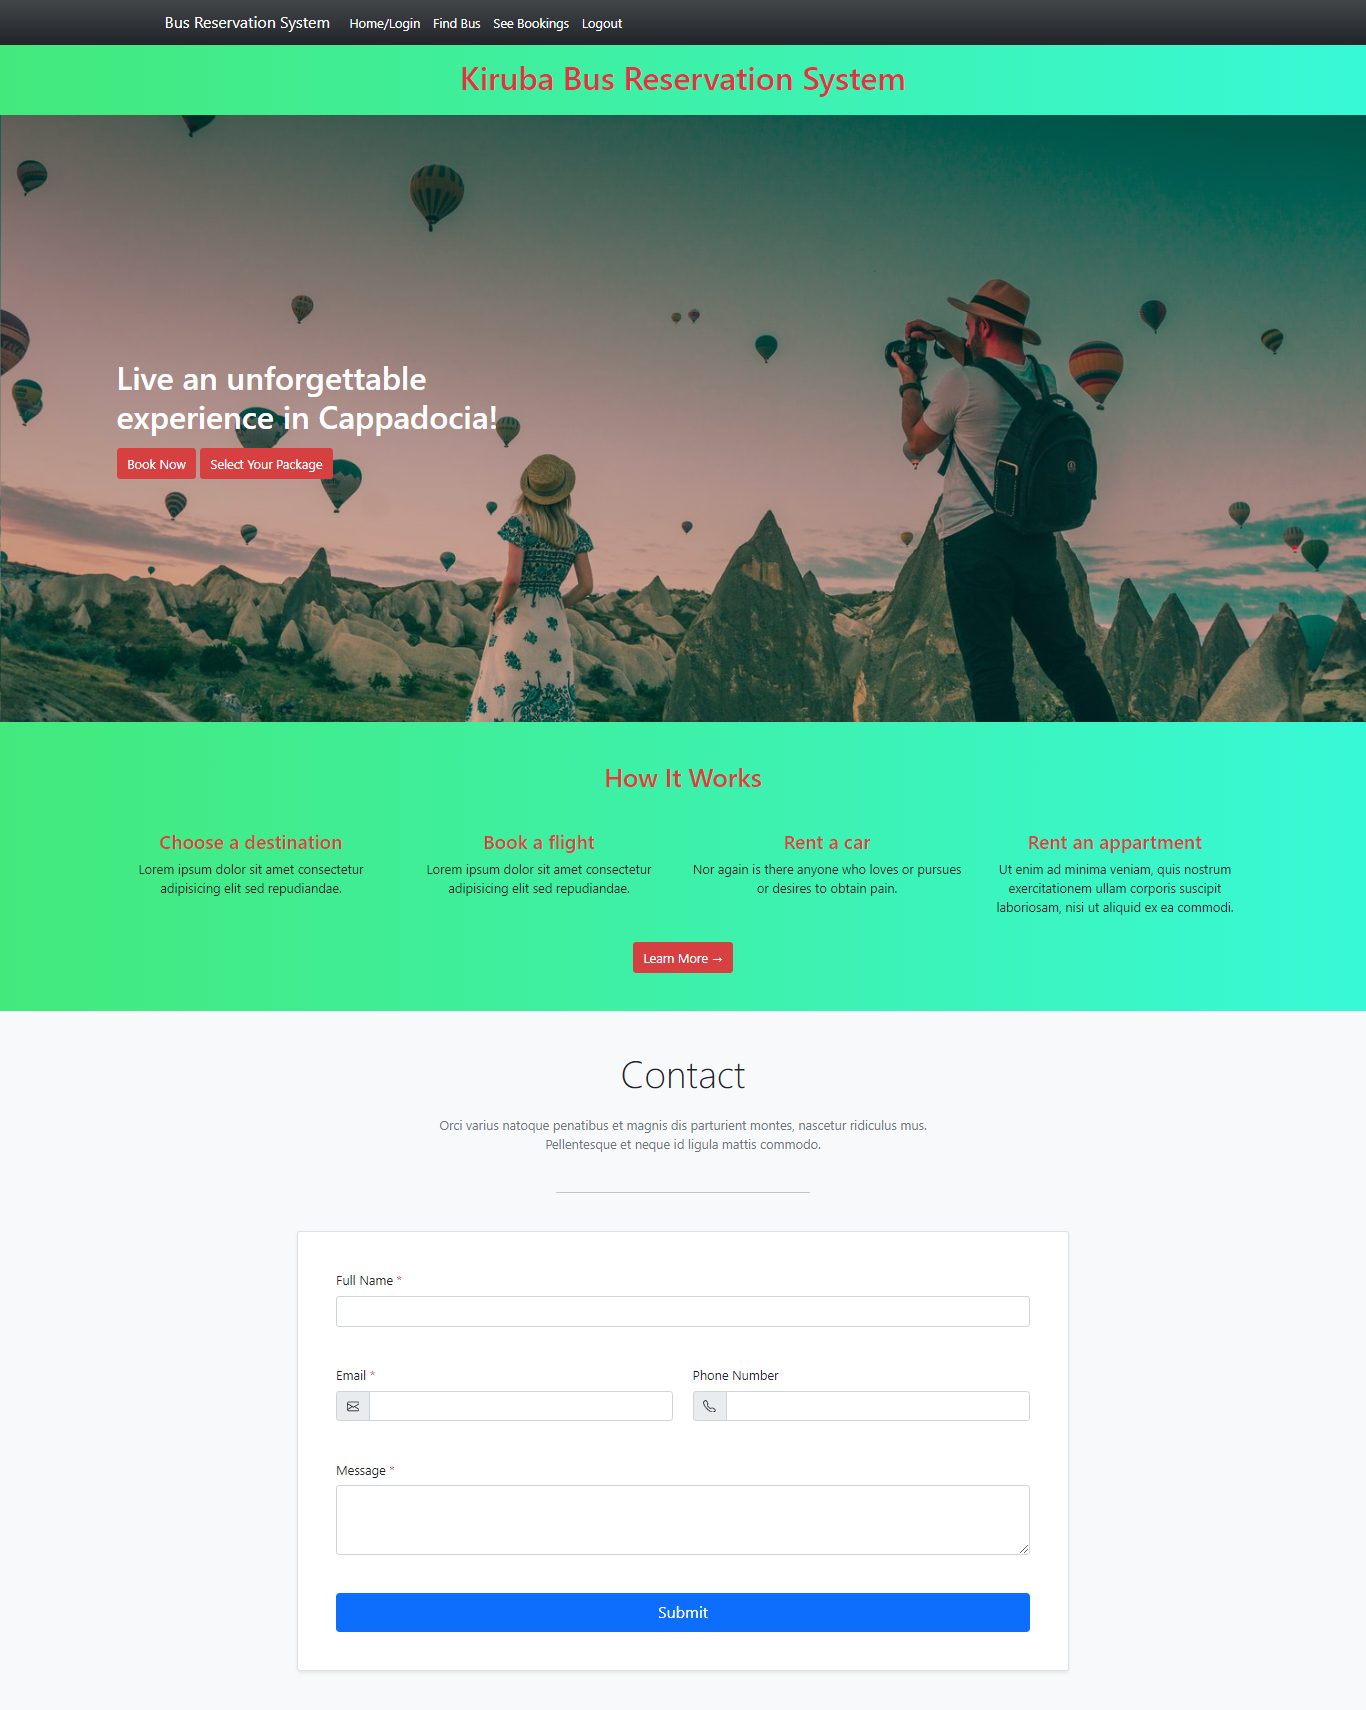 Bus Reservation System Home/Login Find Bus See Bookings Logout
Kiruba Bus Reservation System
Live an unforgettable
experience in Cappadocia!
Book Now Select Your Package
How It Works
Choose a destination
Lorem ipsum dolor sit amet consectetur
adipisicing elit sed repudiandae.
Book a flight
Lorem ipsum dolor sit amet consectetur
adipisicing elit sed repudiandae.
Rent a car
Nor again is there anyone who loves or pursues
or desires to obtain pain.
Rent an appartment
Ut enim ad minima veniam, quis nostrum
exercitationem ullam corporis suscipit
laboriosam, nisi ut aliquid ex ea commodi.
Learn More →
Contact
Orci varius natoque penatibus et magnis dis parturient montes, nascetur ridiculus mus.
Pellentesque et neque id ligula mattis commodo.
Full Name *
Email *
Phone Number
Message *
Submit